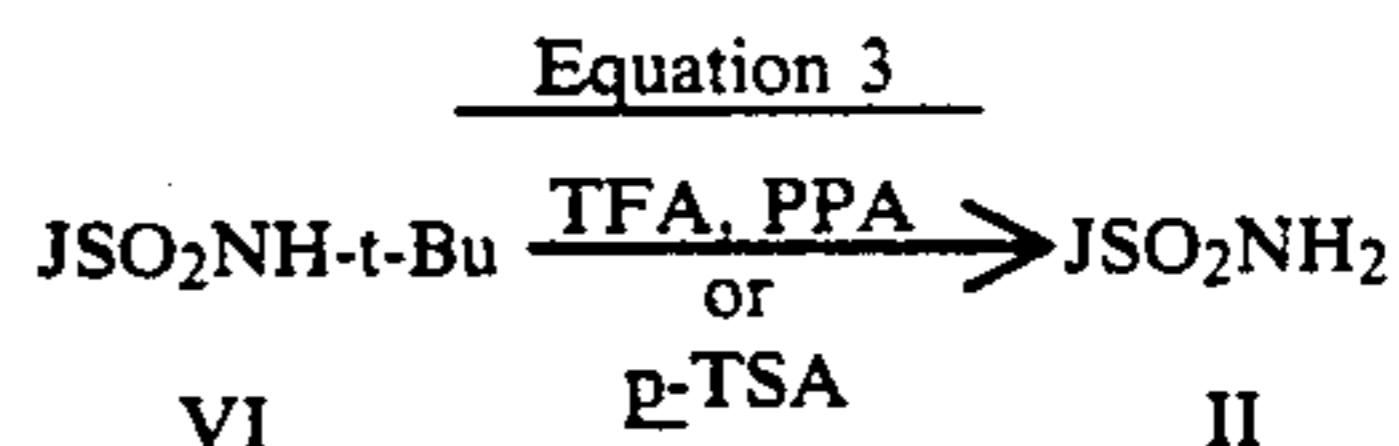 Equation 3
TFA, PPA
JSO₂NH-t-Bu JSO₂NH₂
or
p-TSA
VI II